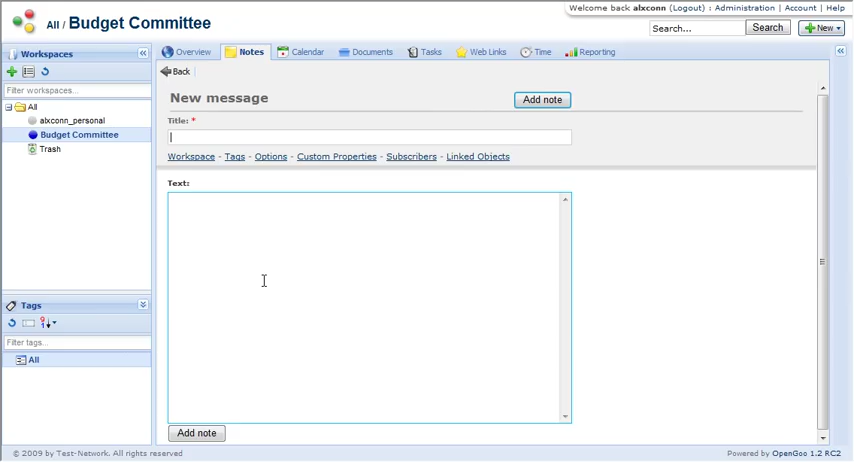 Welcome back alxconn (Logout) : Administration | Account | Help
All / Budget Committee
Search...
Search
New
Workspaces
Overview
Notes
Calendar
Documents
Tasks
Web Links
Time
Reporting
Back
Filter workspaces...
New message
Add note
All
Title: *
alxconn_personal
Budget Committee
Trash
Workspace - Tags - Options - Custom Properties - Subscribers - Linked Objects
Text:
Tags
Filter tags...
All
Add note
© 2009 by Test-Network. All rights reserved
Powered by OpenGoo 1.2 RC2